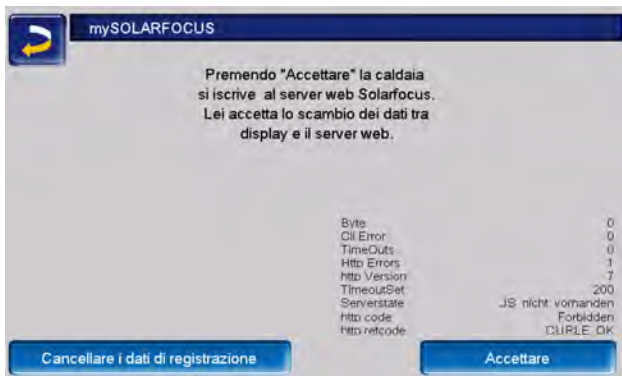 mySOLARFOCUS
Premendo "Accettare" la caldaia
si iscrive al server web Solarfocus.
Lei accetta lo scambio dei dati tra
display e il server web.
Byte 0
Cli Error 0
TimeOuts 0
Http Errors 1
http Version 7
TimeoutSet 200
Serverstate JS nicht vorhanden
http code Forbidden
http retcode CURLE OK
Cancellare i dati di registrazione
Accettare